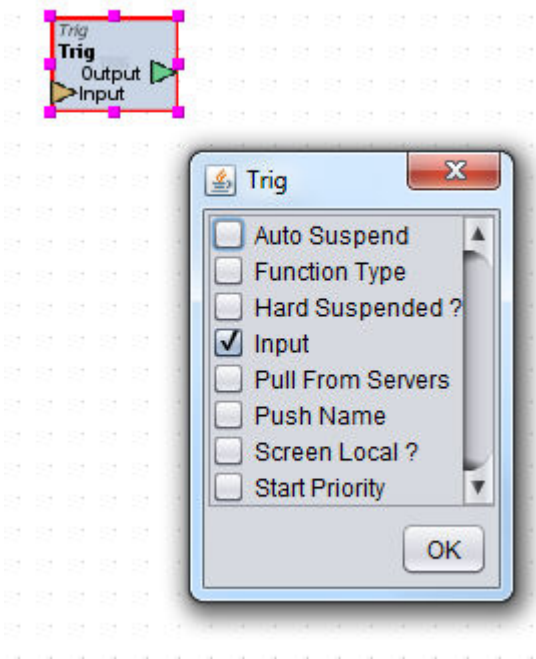 Trig
Trig
Output
Input
Trig
Auto Suspend
Function Type
Hard Suspended ?
Input
Pull From Servers
Push Name
Screen Local ?
Start Priority
OK